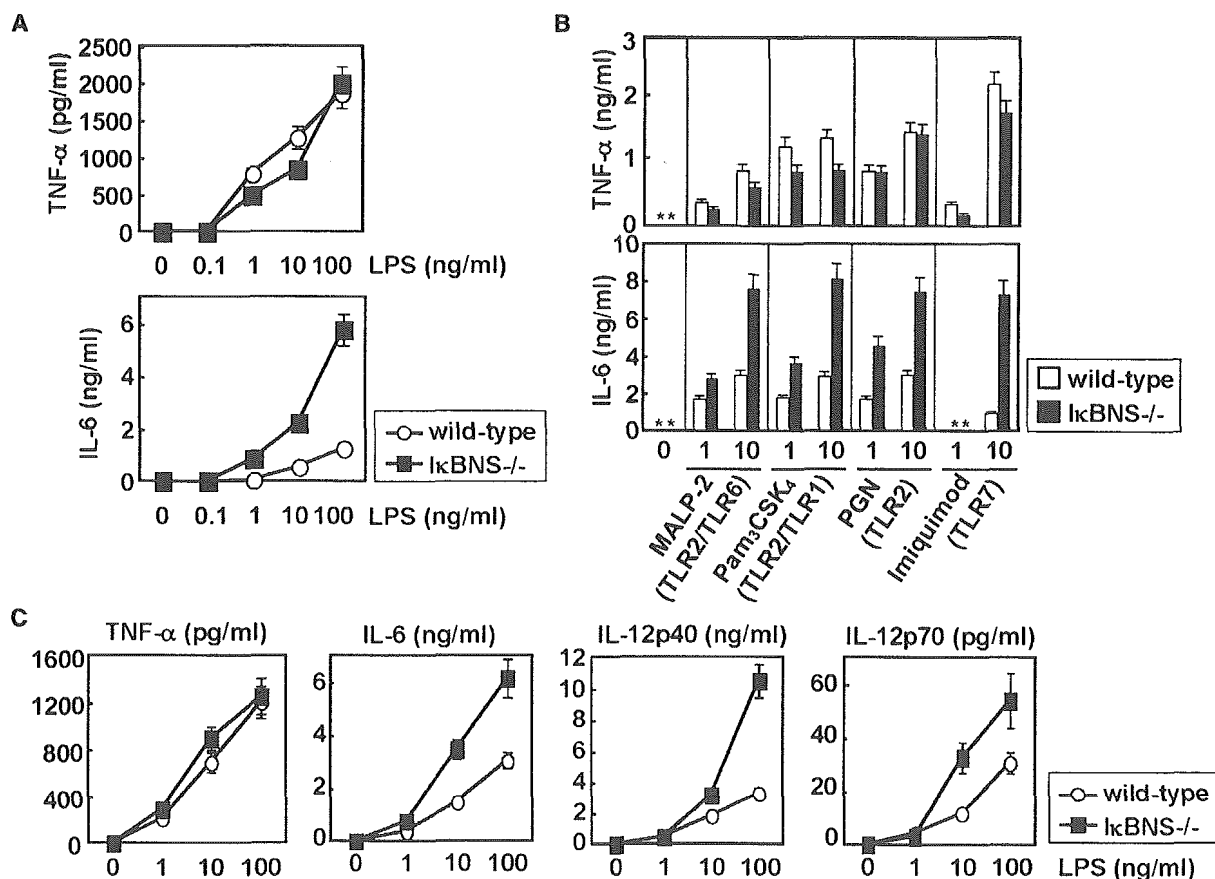 A
TNF-α (pg/ml)
2500
2000
1500
1000
500
0
0 0.1 1 10 100 LPS (ng/ml)
IL-6 (ng/ml)
6
4
2
0
0 0.1 1 10 100 LPS (ng/ml)
wild-type
IκBNS-/-
B
TNF-α (ng/ml)
3
2
1
0
**
IL-6 (ng/ml)
10
8
6
4
2
0
** **
0 1 10 1 10 1 10 1 10
MALP-2
(TLR2/TLR6)
Pam₃CSK₄
(TLR2/TLR1)
PGN
(TLR2)
Imiquimod
(TLR7)
wild-type
IκBNS-/-
C
TNF-α (pg/ml)
1600
1200
800
400
0
0 1 10 100
IL-6 (ng/ml)
6
4
2
0
0 1 10 100
IL-12p40 (ng/ml)
12
10
8
6
4
2
0
0 1 10 100
IL-12p70 (pg/ml)
60
40
20
0
0 1 10 100
LPS (ng/ml)
wild-type
IκBNS-/-